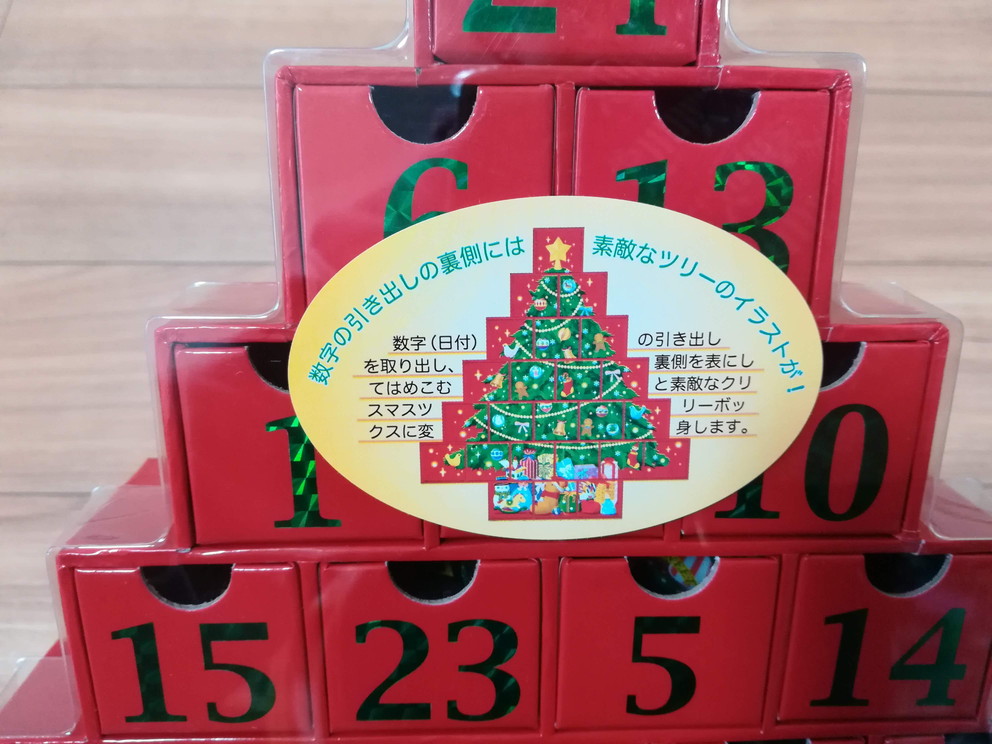 6 13
数字の引き出しの裏側には 素敵なツリーのイラストが!
数字(日付) の引き出し
を取り出し、 裏側を表にし
てはめこむ と素敵なクリ
スマスツ リーボッ
クスに変 身します。
10
15 23 5 14